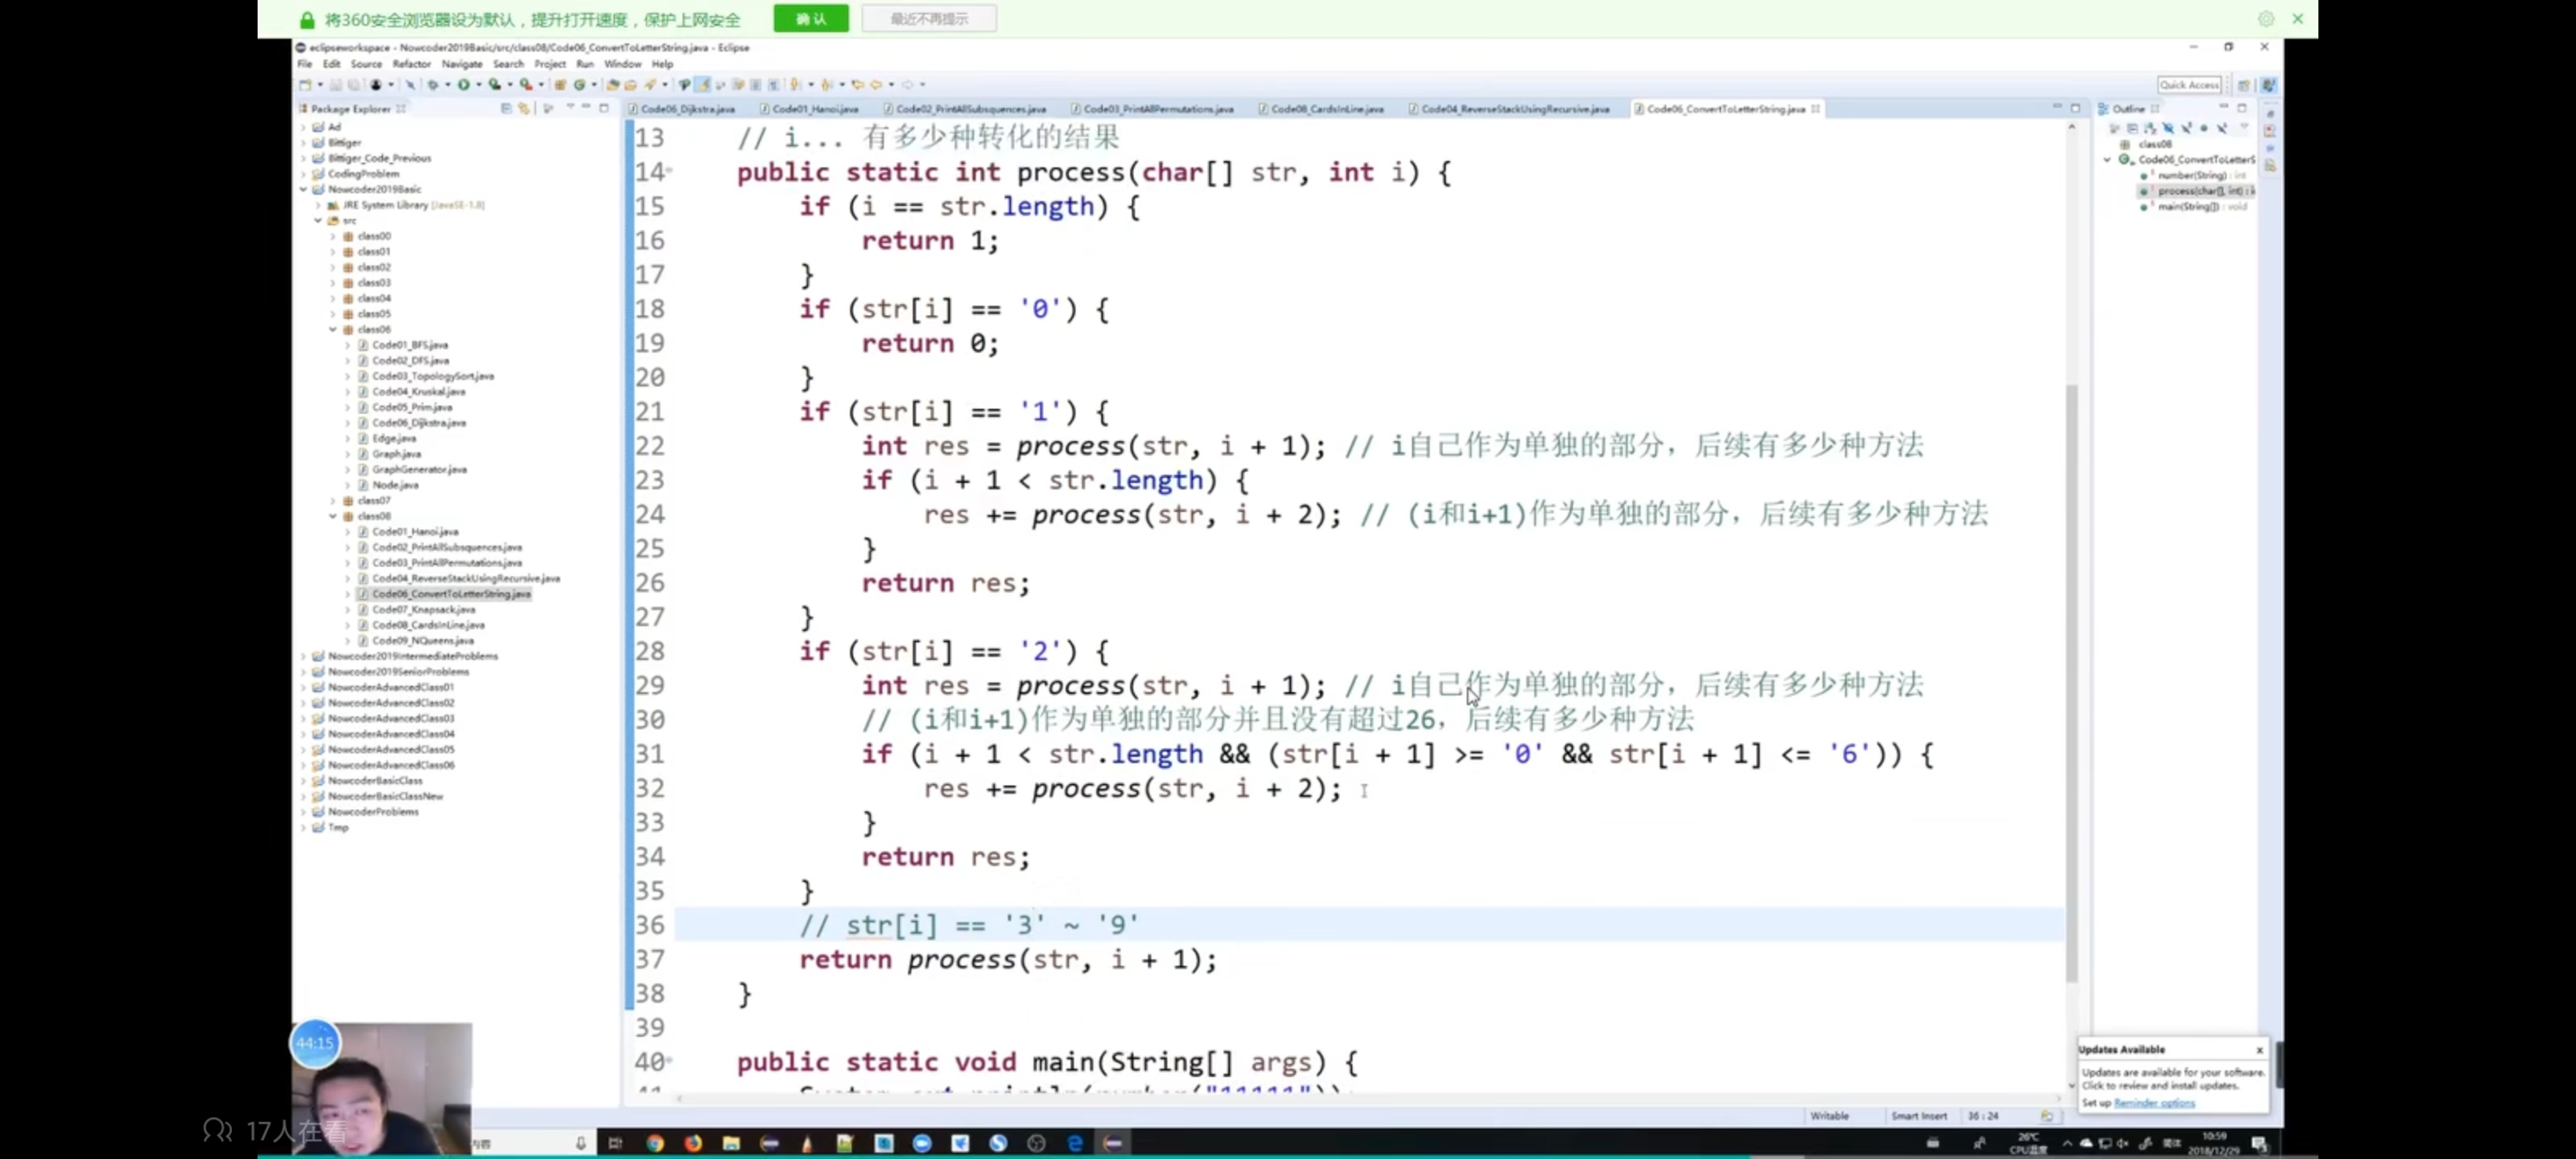 将360安全浏览器设为默认，提升打开速度，保护上网安全
确认
最近不再提示
eclipseworkspace - Nowcoder2019Basic/src/class08/Code06_ConvertToLetterString.java - Eclipse
File Edit Source Refactor Navigate Search Project Run Window Help
Quick Access
Package Explorer
Code06_Dijkstra.java
Code01_Hanoi.java
Code02_PrintAllSubsquences.java
Code03_PrintAllPermutations.java
Code08_CardsInLine.java
Code04_ReverseStackUsingRecursive.java
Code06_ConvertToLetterString.java
Outline
Ad
Bittiger
Bittiger_Code_Previous
CodingProblem
Nowcoder2019Basic
JRE System Library [JavaSE-1.8]
src
class00
class01
class02
class03
class04
class05
class06
Code01_BFS.java
Code02_DFS.java
Code03_TopologySort.java
Code04_Kruskal.java
Code05_Prim.java
Code06_Dijkstra.java
Edge.java
Graph.java
GraphGenerator.java
Node.java
class07
class08
Code01_Hanoi.java
Code02_PrintAllSubsquences.java
Code03_PrintAllPermutations.java
Code04_ReverseStackUsingRecursive.java
Code06_ConvertToLetterString.java
Code07_Knapsack.java
Code08_CardsInLine.java
Code09_NQueens.java
Nowcoder2019IntermediateProblems
Nowcoder2019SeniorProblems
NowcoderAdvancedClass01
NowcoderAdvancedClass02
NowcoderAdvancedClass03
NowcoderAdvancedClass04
NowcoderAdvancedClass05
NowcoderAdvancedClass06
NowcoderBasicClass
NowcoderBasicClassNew
NowcoderProblems
Tmp
13 // i... 有多少种转化的结果
14 public static int process(char[] str, int i) {
15 if (i == str.length) {
16 return 1;
17 }
18 if (str[i] == '0') {
19 return 0;
20 }
21 if (str[i] == '1') {
22 int res = process(str, i + 1); // i自己作为单独的部分，后续有多少种方法
23 if (i + 1 < str.length) {
24 res += process(str, i + 2); // (i和i+1)作为单独的部分，后续有多少种方法
25 }
26 return res;
27 }
28 if (str[i] == '2') {
29 int res = process(str, i + 1); // i自己作为单独的部分，后续有多少种方法
30 // (i和i+1)作为单独的部分并且没有超过26，后续有多少种方法
31 if (i + 1 < str.length && (str[i + 1] >= '0' && str[i + 1] <= '6')) {
32 res += process(str, i + 2);
33 }
34 return res;
35 }
36 // str[i] == '3' ~ '9'
37 return process(str, i + 1);
38 }
39
40 public static void main(String[] args) {
class08
Code06_ConvertToLetterS
number(String) : int
process(char[], int) : i
main(String[]) : void
Updates Available
Updates are available for your software.
Click to review and install updates.
Set up Reminder options
Writable
Smart Insert
36 : 24
44:15
17人在看
内容
26℃
CPU温度
10:59
2018/12/29